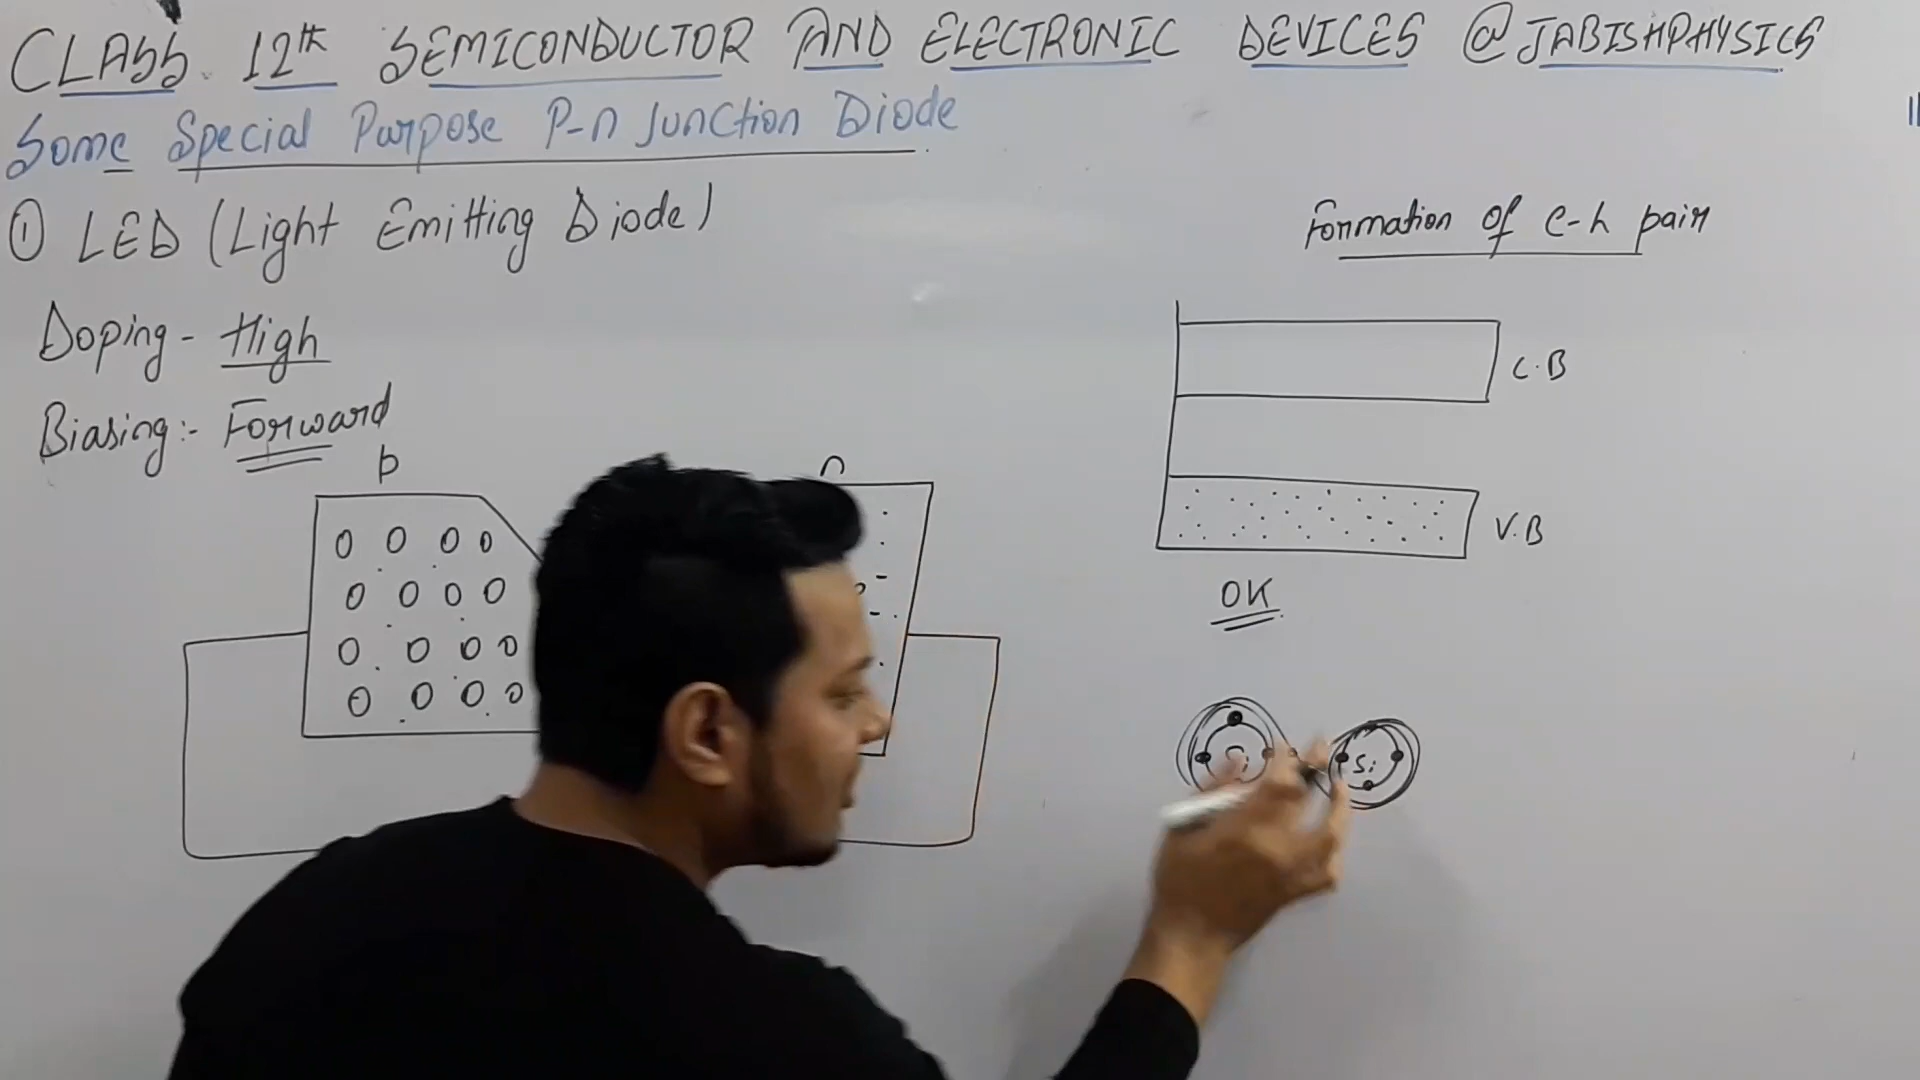 CLASS 12th SEMICONDUCTOR AND ELECTRONIC DEVICES @JABISHPHYSICS
Some Special Purpose P-n Junction Diode
① LED (Light Emitting Diode)
Doping - High
Biasing:- Forward
p
n
Formation of e-h pair
C.B
V.B
OK
Si
Si